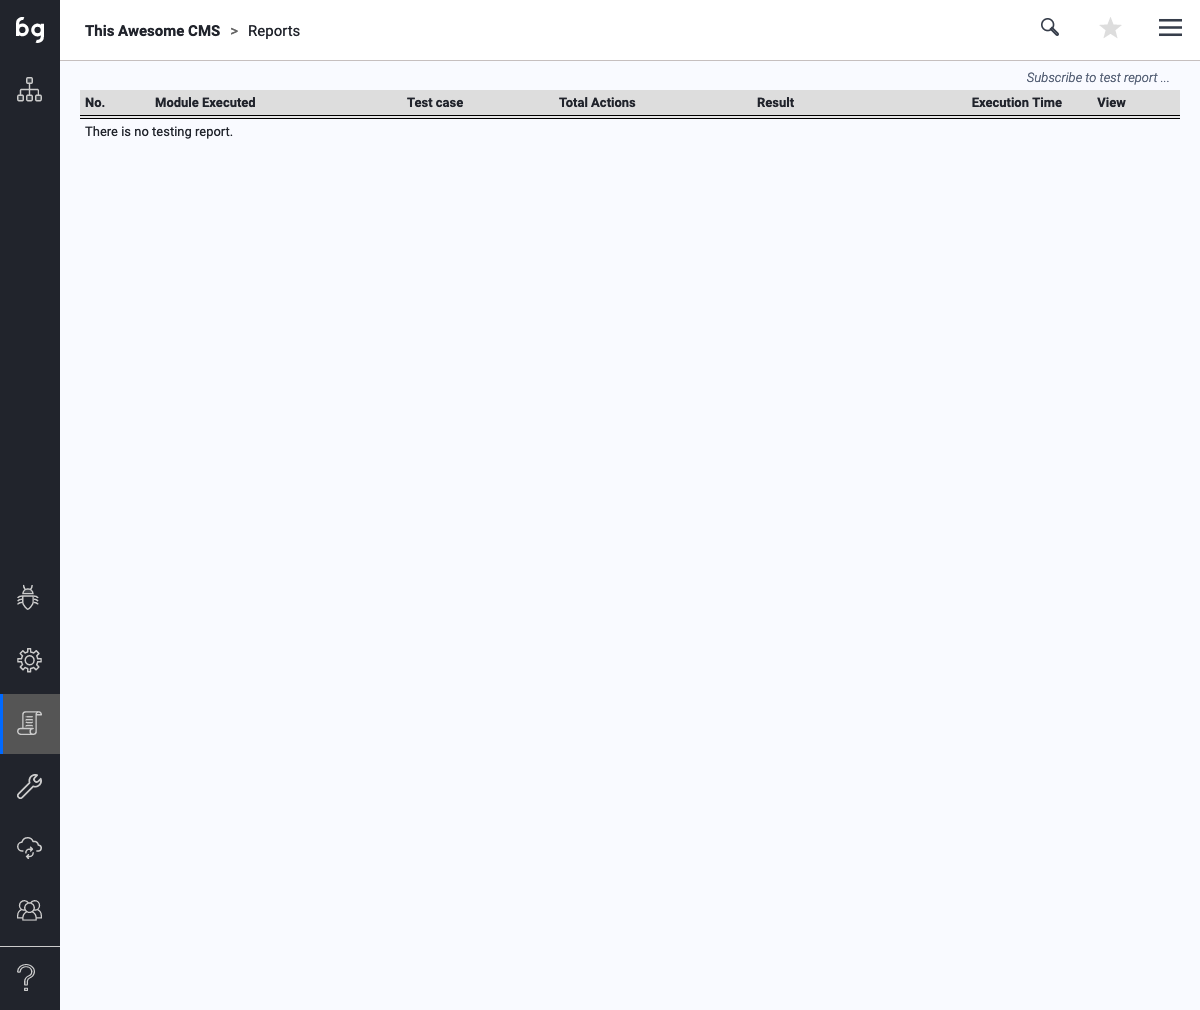 bg
This Awesome CMS > Reports
Subscribe to test report ...
No. Module Executed Test case Total Actions Result Execution Time View
There is no testing report.